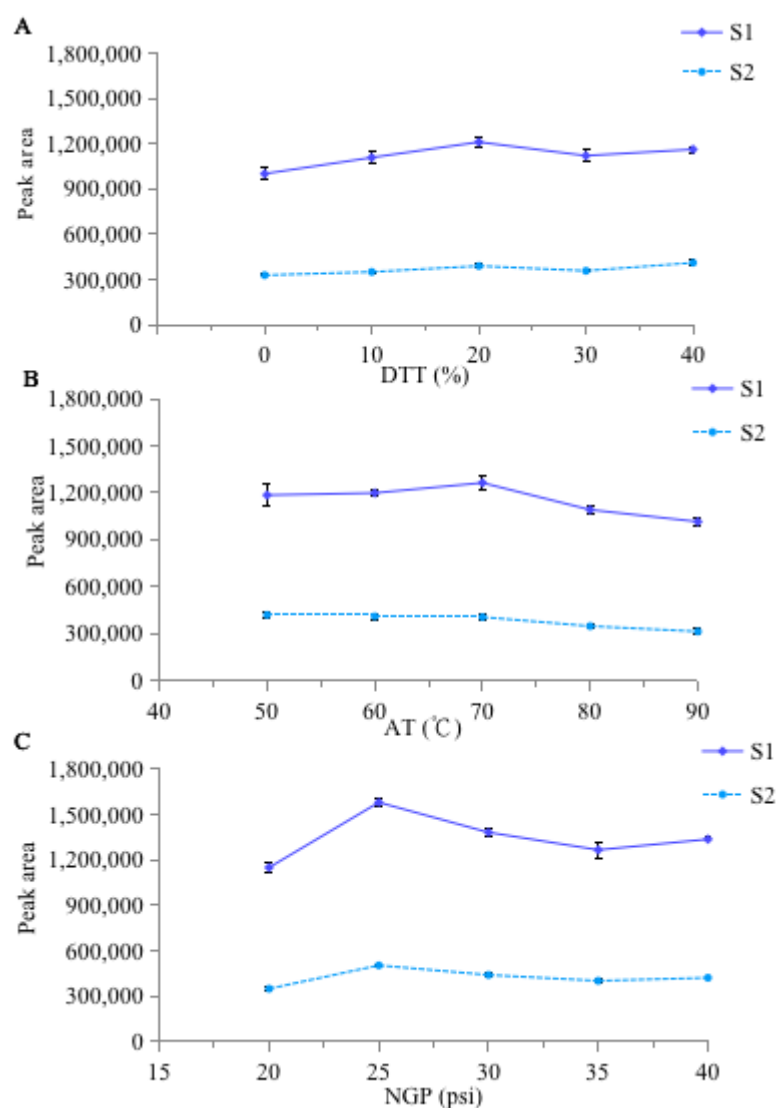 A
S1
S2
1,800,000
1,500,000
1,200,000
900,000
600,000
300,000
0
Peak area
0 10 20 30 40
DTT (%)
B
S1
S2
1,800,000
1,500,000
1,200,000
900,000
600,000
300,000
0
Peak area
40 50 60 70 80 90
AT (℃)
C
S1
S2
1,800,000
1,500,000
1,200,000
900,000
600,000
300,000
0
Peak area
15 20 25 30 35 40
NGP (psi)